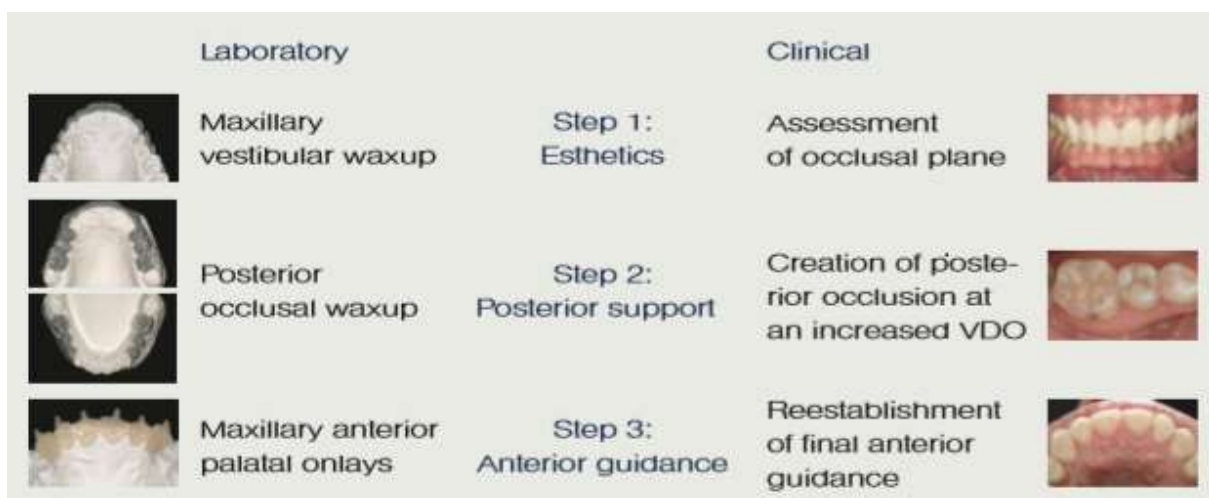 Laboratory
Clinical
Maxillary
vestibular waxup
Step 1:
Esthetics
Assessment
of occlusal plane
Posterior
occlusal waxup
Step 2:
Posterior support
Creation of poste-
rior occlusion at
an increased VDO
Maxillary anterior
palatal onlays
Step 3:
Anterior guidance
Reestablishment
of final anterior
guidance